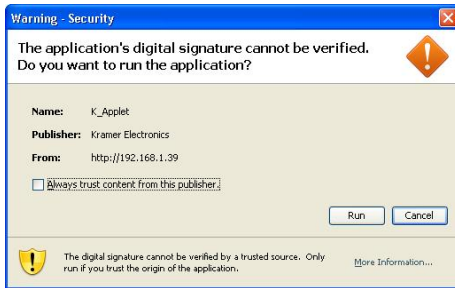 Warning - Security
The application's digital signature cannot be verified.
Do you want to run the application?
Name: K_Applet
Publisher: Kramer Electronics
From: http://192.168.1.39
Always trust content from this publisher.
Run Cancel
The digital signature cannot be verified by a trusted source. Only
run if you trust the origin of the application.
More Information...